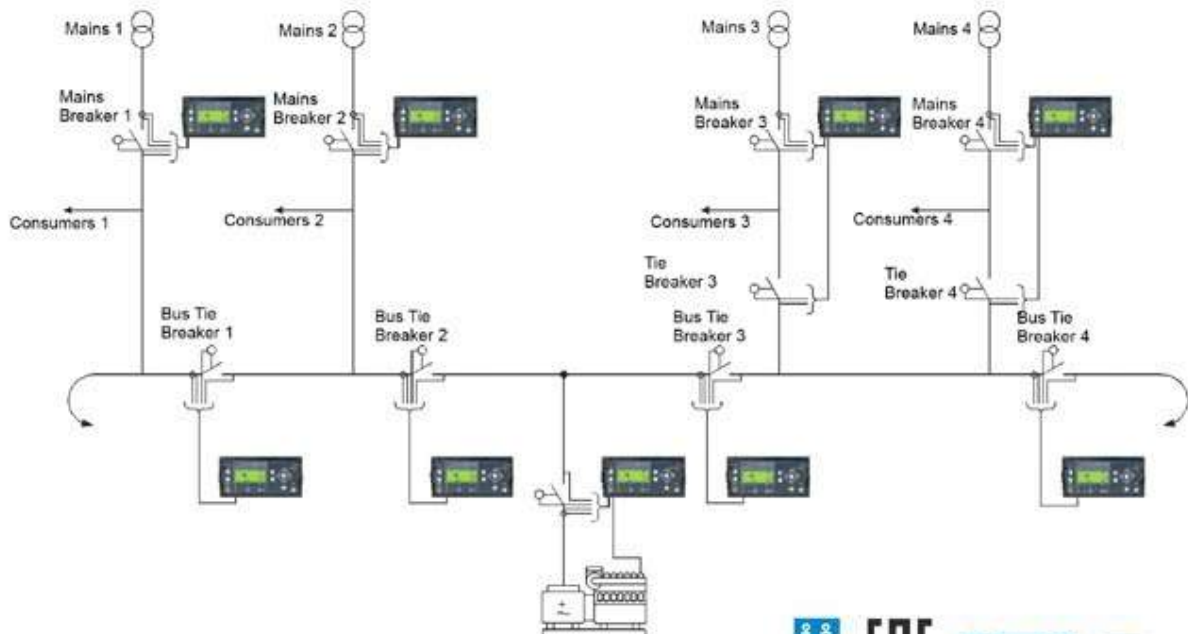 Mains 1
Mains 2
Mains 3
Mains 4
Mains
Breaker 1
Mains
Breaker 2
Mains
Breaker 3
Mains
Breaker 4
Consumers 1
Consumers 2
Consumers 3
Consumers 4
Tie
Breaker 3
Tie
Breaker 4
Bus Tie
Breaker 1
Bus Tie
Breaker 2
Bus Tie
Breaker 3
Bus Tie
Breaker 4